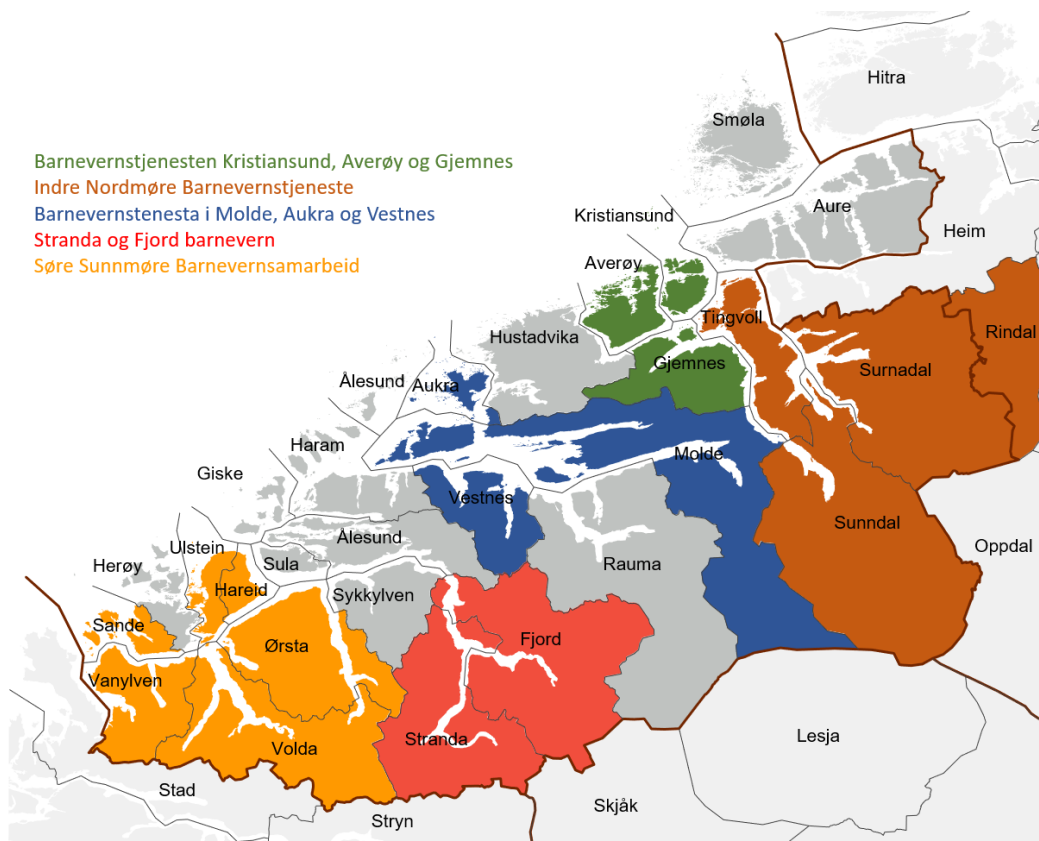 Hitra
Smøla
Barnevernstjenesten Kristiansund, Averøy og Gjemnes
Indre Nordmøre Barnevernstjeneste
Barnevernstenesta i Molde, Aukra og Vestnes
Stranda og Fjord barnevern
Søre Sunnmøre Barnevernsamarbeid
Kristiansund
Aure
Heim
Averøy
Tingvoll
Hustadvika
Rindal
Gjemnes
Surnadal
Ålesund
Aukra
Haram
Molde
Giske
Vestnes
Sunndal
Ålesund
Oppdal
Ulstein
Herøy
Sula
Rauma
Hareid
Sykkylven
Sande
Ørsta
Fjord
Vanylven
Stranda
Lesja
Volda
Stad
Skjåk
Stryn